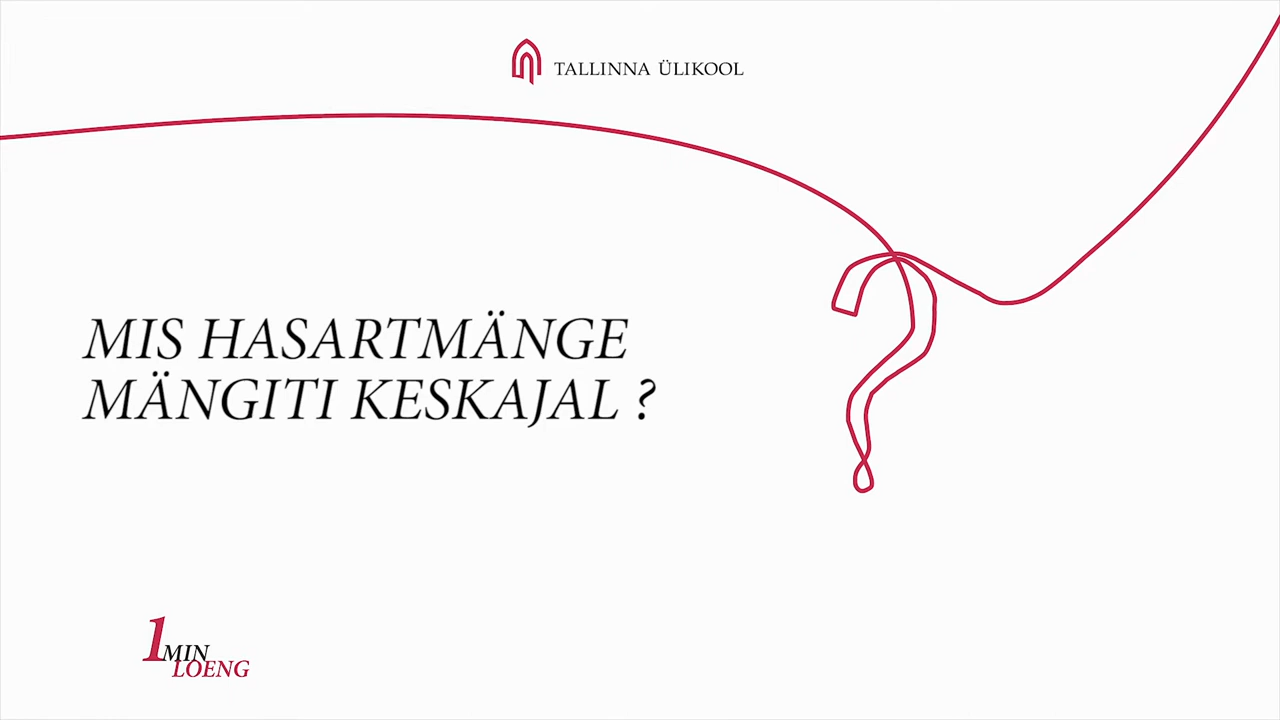 TALLINNA ÜLIKOOL
MIS HASARTMÄNGE
MÄNGITI KESKAJAL ?
1MIN
LOENG